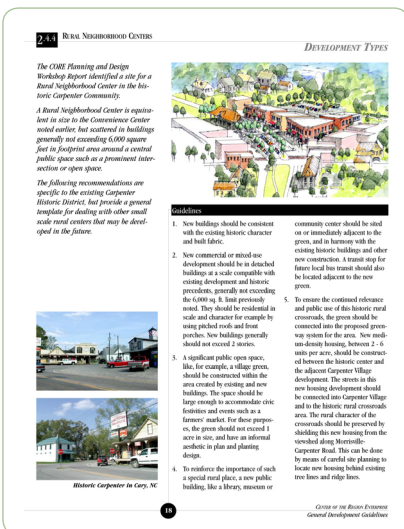 2.4.4
RURAL NEIGHBORHOOD CENTERS
DEVELOPMENT TYPES
The CORE Planning and Design
Workshop Report identified a site for a
Rural Neighborhood Center in the his-
toric Carpenter Community.
A Rural Neighborhood Center is equiva-
lent in size to the Convenience Center
noted earlier, but scattered in buildings
generally not exceeding 6,000 square
feet in footprint area around a central
public space such as a prominent inter-
section or open space.
The following recommendations are
specific to the existing Carpenter
Historic District, but provide a general
template for dealing with other small
scale rural centers that may be devel-
oped in the future.
Historic Carpenter In Cary, NC
Guidelines
1. New buildings should be consistent
with the existing historic character
and built fabric.
2. New commercial or mixed-use
development should be in detached
buildings at a scale compatible with
existing development and historic
precedents, generally not exceeding
the 6,000 sq. ft. limit previously
noted. They should be residential in
scale and character for example by
using pitched roofs and front
porches. New buildings generally
should not exceed 2 stories.
3. A significant public open space,
like, for example, a village green,
should be constructed within the
area created by existing and new
buildings. The space should be
large enough to accommodate civic
festivities and events such as a
farmers' market. For these purpos-
es, the green should not exceed 1
acre in size, and have an informal
aesthetic in plan and planting
design.
4. To reinforce the importance of such
a special rural place, a new public
building, like a library, museum or
community center should be sited
on or immediately adjacent to the
green, and in harmony with the
existing historic buildings and other
new construction. A transit stop for
future local bus transit should also
be located adjacent to the new
green.
5. To ensure the continued relevance
and public use of this historic rural
crossroads, the green should be
connected into the proposed green-
way system for the area. New medi-
um-density housing, between 2 - 6
units per acre, should be construct-
ed between the historic center and
the adjacent Carpenter Village
development. The streets in this
new housing development should
be connected into Carpenter Village
and to the historic rural crossroads
area. The rural character of the
crossroads should be preserved by
shielding this new housing from the
viewshed along Morrisville-
Carpenter Road. This can be done
by means of careful site planning to
locate new housing behind existing
tree lines and ridge lines.
18
CENTER OF THE REGION ENTERPRISE
General Development Guidelines